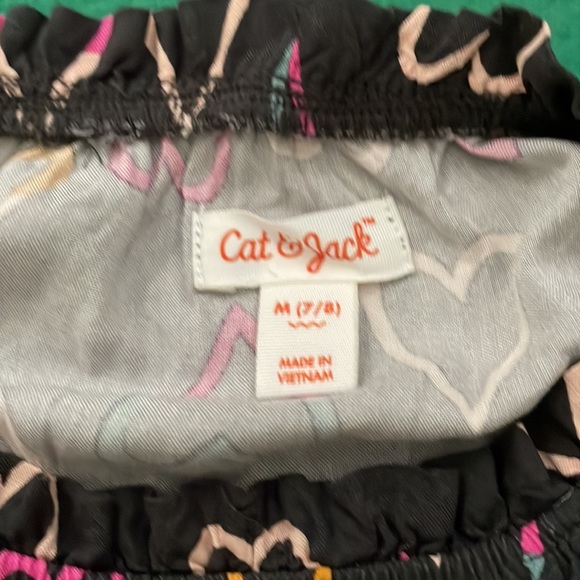 Cat & Jack™
M (7/8)
MADE IN
VIETNAM